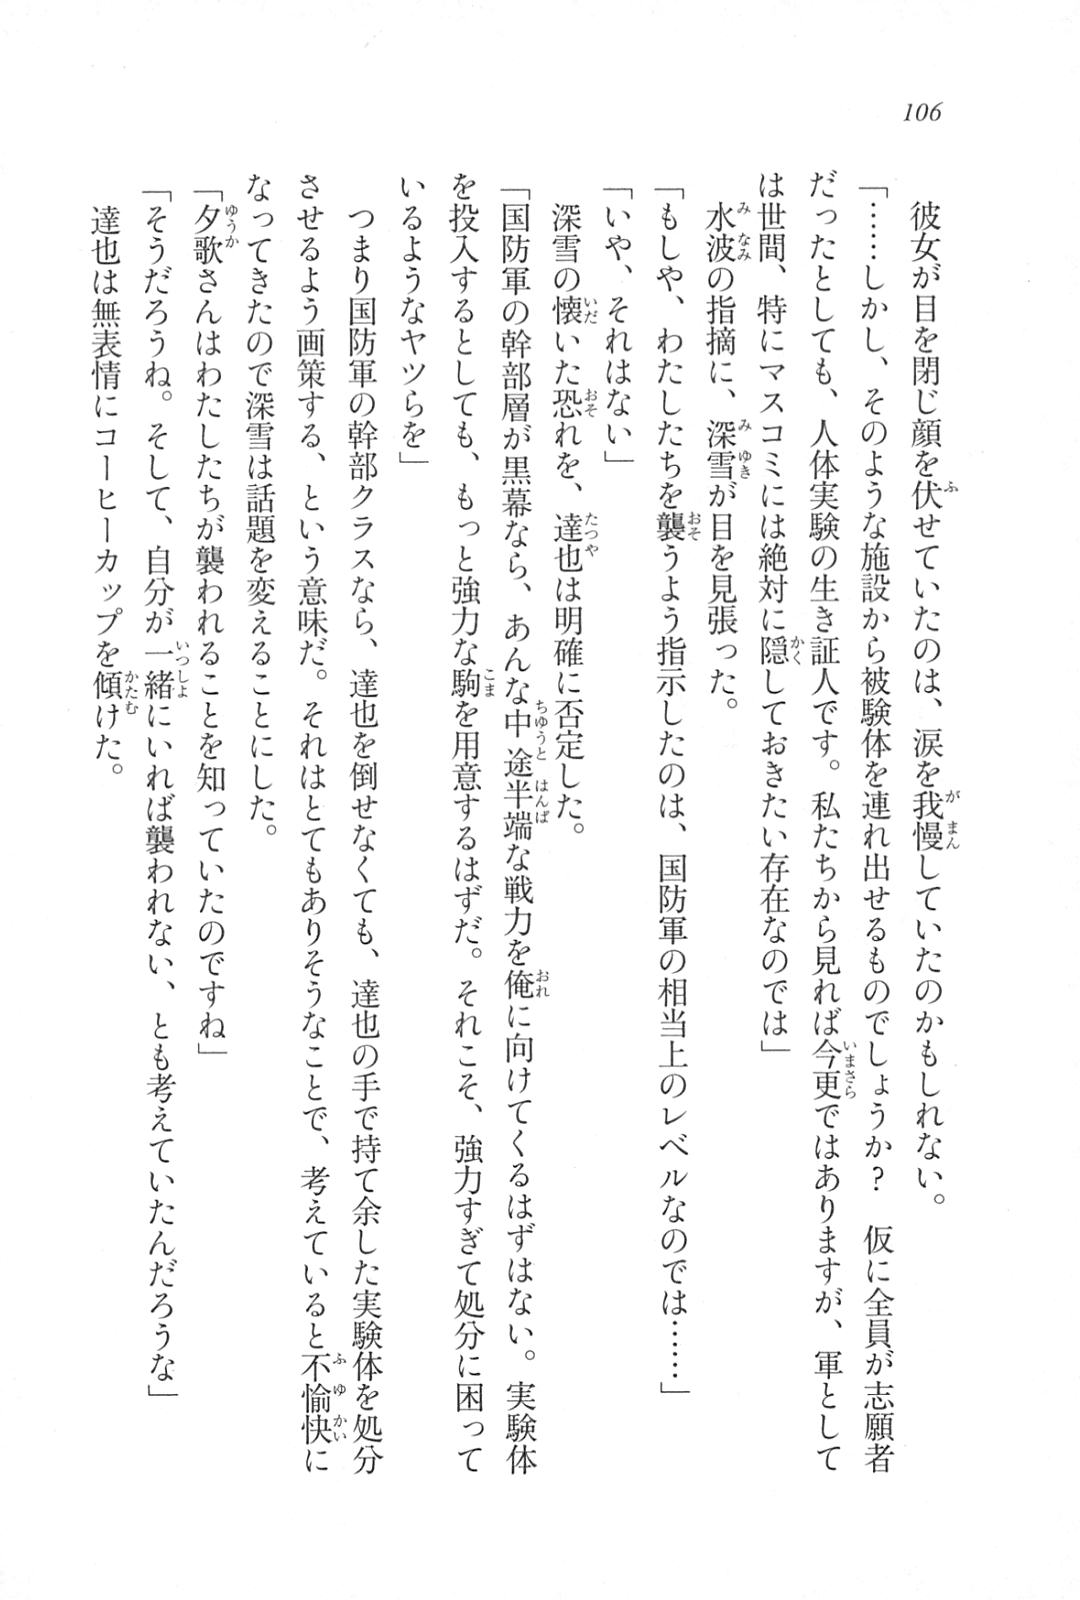 106
彼女が目を閉じ顔を伏せていたのは、涙を我慢していたのかもしれない。
「……しかし、そのような施設から被験体を連れ出せるものでしょうか？　仮に全員が志願者
だったとしても、人体実験の生き証人です。私たちから見れば今更ではありますが、軍として
は世間、特にマスコミには絶対に隠しておきたい存在なのでは」
水波の指摘に、深雪が目を見張った。
「もしや、わたしたちを襲うよう指示したのは、国防軍の相当上のレベルなのでは……」
「いや、それはない」
深雪の懐いた恐れを、達也は明確に否定した。
「国防軍の幹部層が黒幕なら、あんな中途半端な戦力を俺に向けてくるはずはない。実験体
を投入するとしても、もっと強力な駒を用意するはずだ。それこそ、強力すぎて処分に困って
いるようなヤツらを」
つまり国防軍の幹部クラスなら、達也を倒せなくても、達也の手で持て余した実験体を処分
させるよう画策する、という意味だ。それはとてもありそうなことで、考えていると不愉快に
なってきたので深雪は話題を変えることにした。
「夕歌さんはわたしたちが襲われることを知っていたのですね」
「そうだろうね。そして、自分が一緒にいれば襲われない、とも考えていたんだろうな」
達也は無表情にコーヒーカップを傾けた。